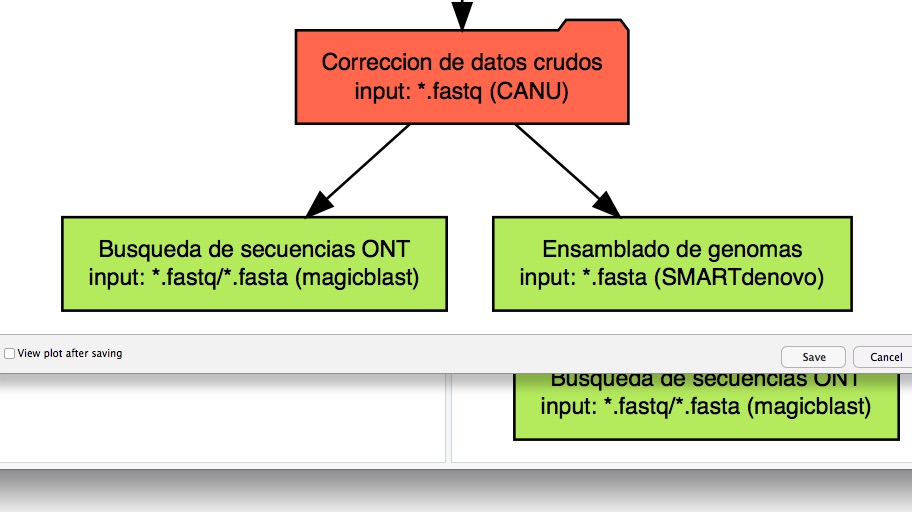 Correccion de datos crudos
input: *.fastq (CANU)
Busqueda de secuencias ONT
input: *.fastq/*.fasta (magicblast)
Ensamblado de genomas
input: *.fasta (SMARTdenovo)
View plot after saving
Save
Cancel
Busqueda de secuencias ONT
input: *.fastq/*.fasta (magicblast)